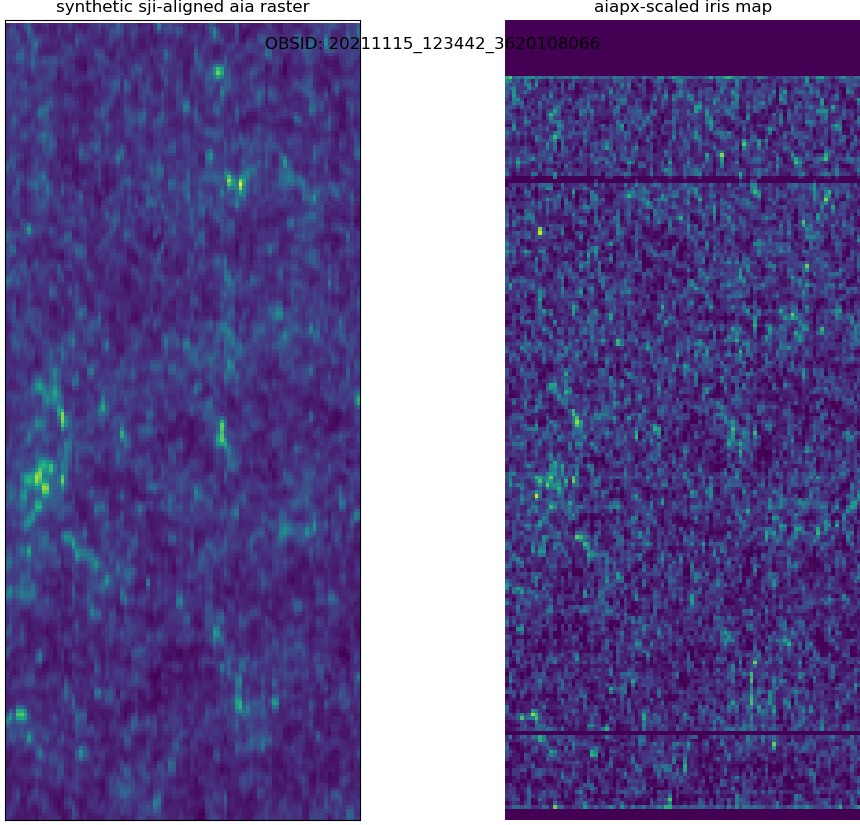 synthetic sji-aligned aia raster
aiapx-scaled iris map
OBSID: 20211115_123442_3620108066